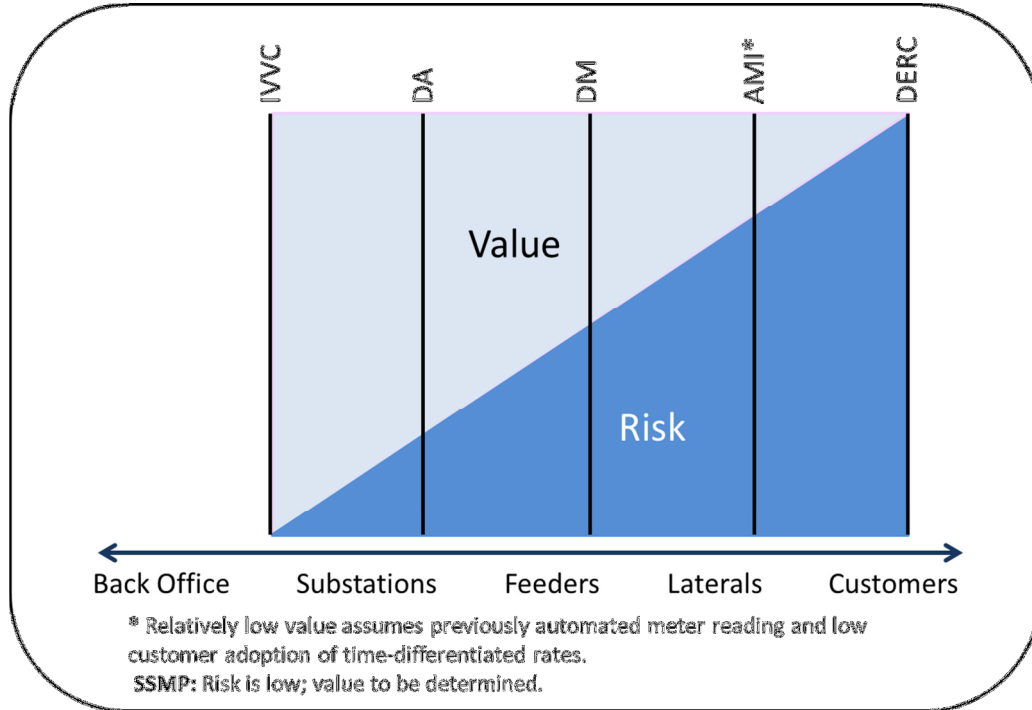 IVVC
DA
DM
AMI*
DERC
Value
Risk
Back Office
Substations
Feeders
Laterals
Customers
* Relatively low value assumes previously automated meter reading and low
customer adoption of time-differentiated rates.
SSMP: Risk is low; value to be determined.